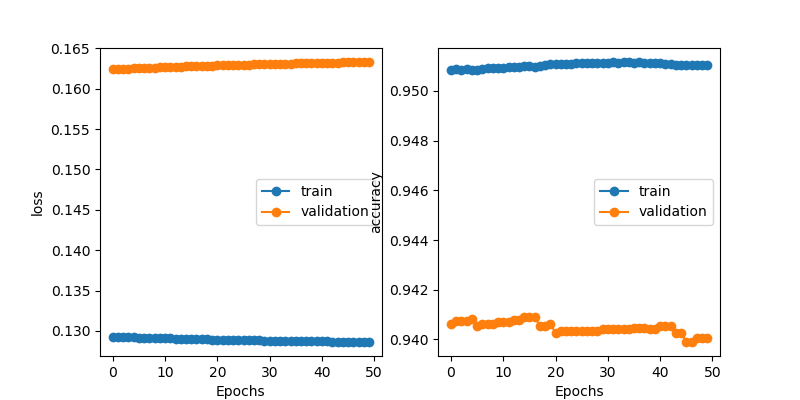 0.165
0.160
0.155
0.150
0.145
0.140
0.135
0.130
loss
0 10 20 30 40 50
Epochs
train
validation
0.950
0.948
0.946
0.944
0.942
0.940
accuracy
0 10 20 30 40 50
Epochs
train
validation